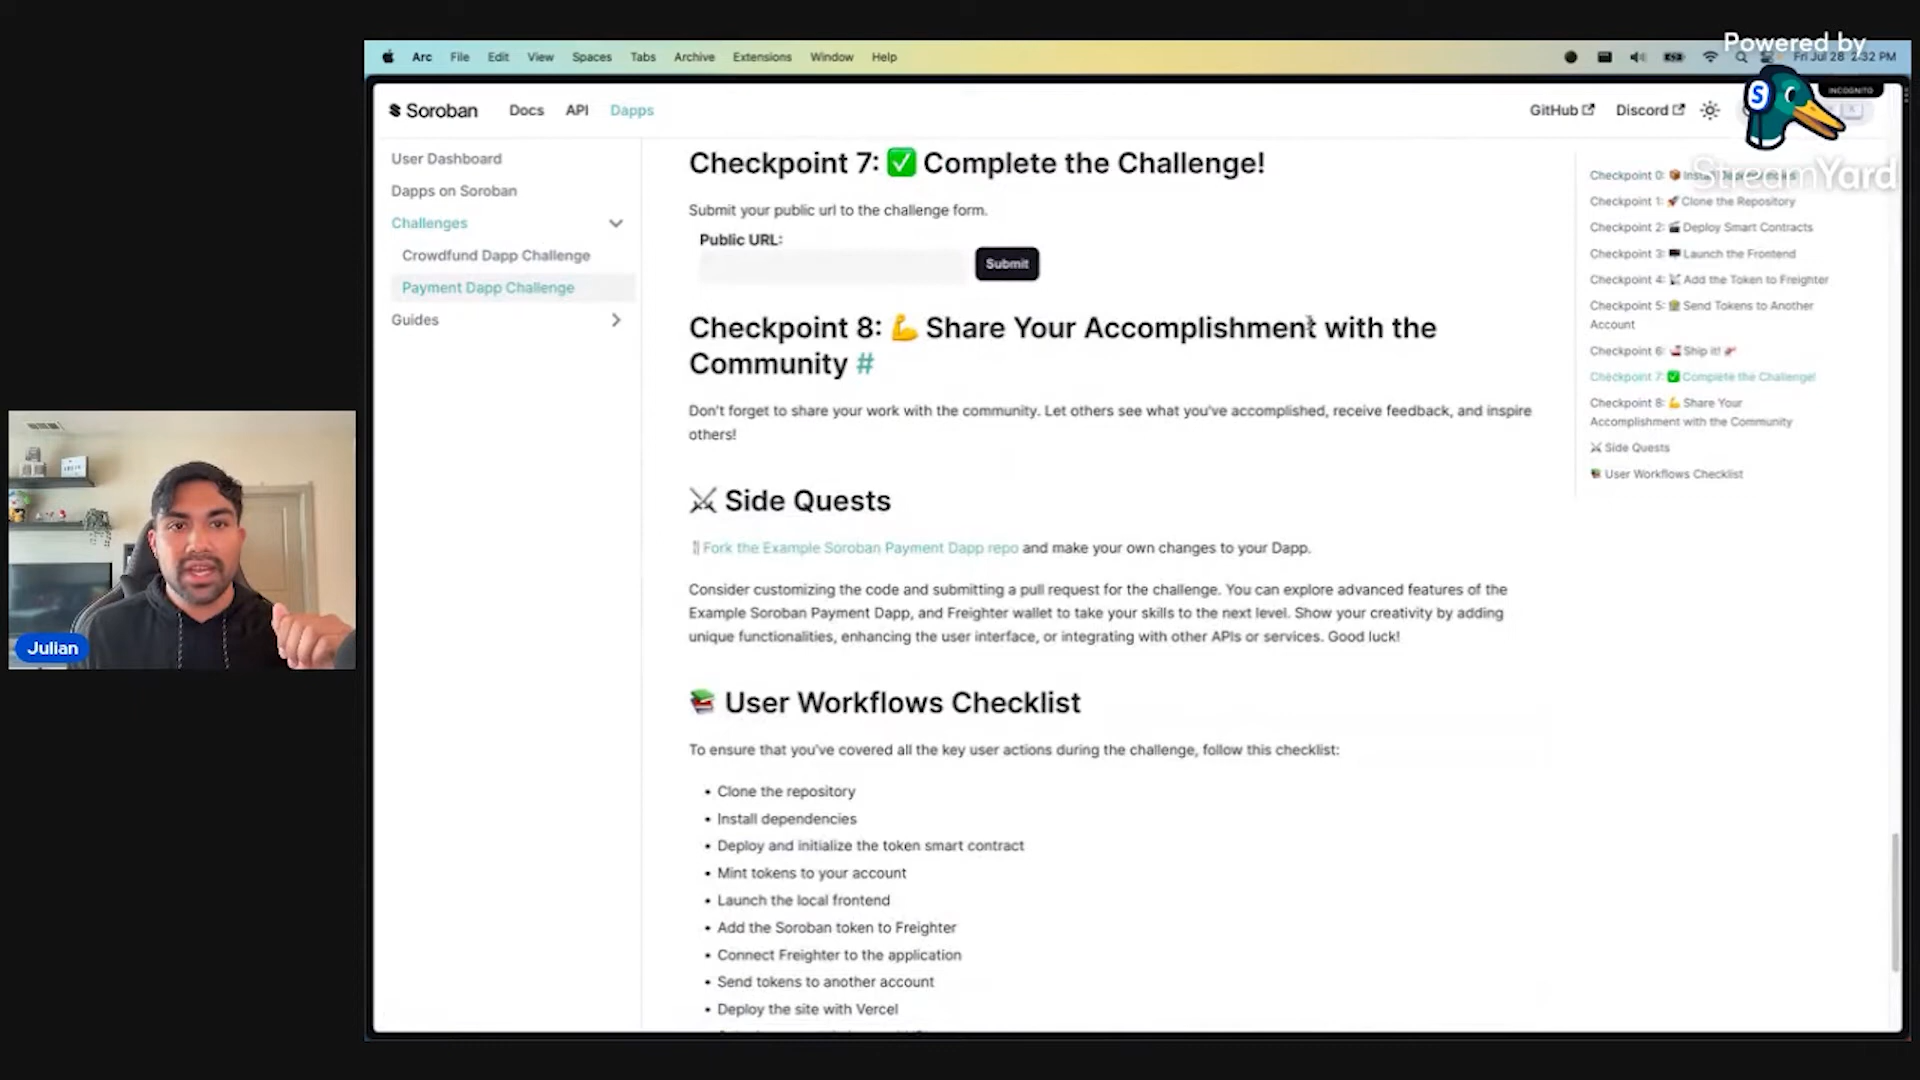 Powered by
StreamYard
Arc File Edit View Spaces Tabs Archive Extensions Window Help
Fri Jul 28 2:32 PM
INCOGNITO
Soroban Docs API Dapps
GitHub Discord
User Dashboard
Dapps on Soroban
Challenges
Crowdfund Dapp Challenge
Payment Dapp Challenge
Guides
Checkpoint 7: ✅ Complete the Challenge!
Submit your public url to the challenge form.
Public URL:
Submit
Checkpoint 8: 💪 Share Your Accomplishment with the
Community #
Don't forget to share your work with the community. Let others see what you've accomplished, receive feedback, and inspire
others!
⚔ Side Quests
Fork the Example Soroban Payment Dapp repo and make your own changes to your Dapp.
Consider customizing the code and submitting a pull request for the challenge. You can explore advanced features of the
Example Soroban Payment Dapp, and Freighter wallet to take your skills to the next level. Show your creativity by adding
unique functionalities, enhancing the user interface, or integrating with other APIs or services. Good luck!
📚 User Workflows Checklist
To ensure that you've covered all the key user actions during the challenge, follow this checklist:
• Clone the repository
• Install dependencies
• Deploy and initialize the token smart contract
• Mint tokens to your account
• Launch the local frontend
• Add the Soroban token to Freighter
• Connect Freighter to the application
• Send tokens to another account
• Deploy the site with Vercel
Checkpoint 0: 📦
Checkpoint 1: 🚀 Clone the Repository
Checkpoint 2: 🎬 Deploy Smart Contracts
Checkpoint 3: 🖥 Launch the Frontend
Checkpoint 4: Add the Token to Freighter
Checkpoint 5: Send Tokens to Another
Account
Checkpoint 6: 🚢 Ship it! 🚁
Checkpoint 7: ✅ Complete the Challenge!
Checkpoint 8: 💪 Share Your
Accomplishment with the Community
⚔ Side Quests
📚 User Workflows Checklist
Julian